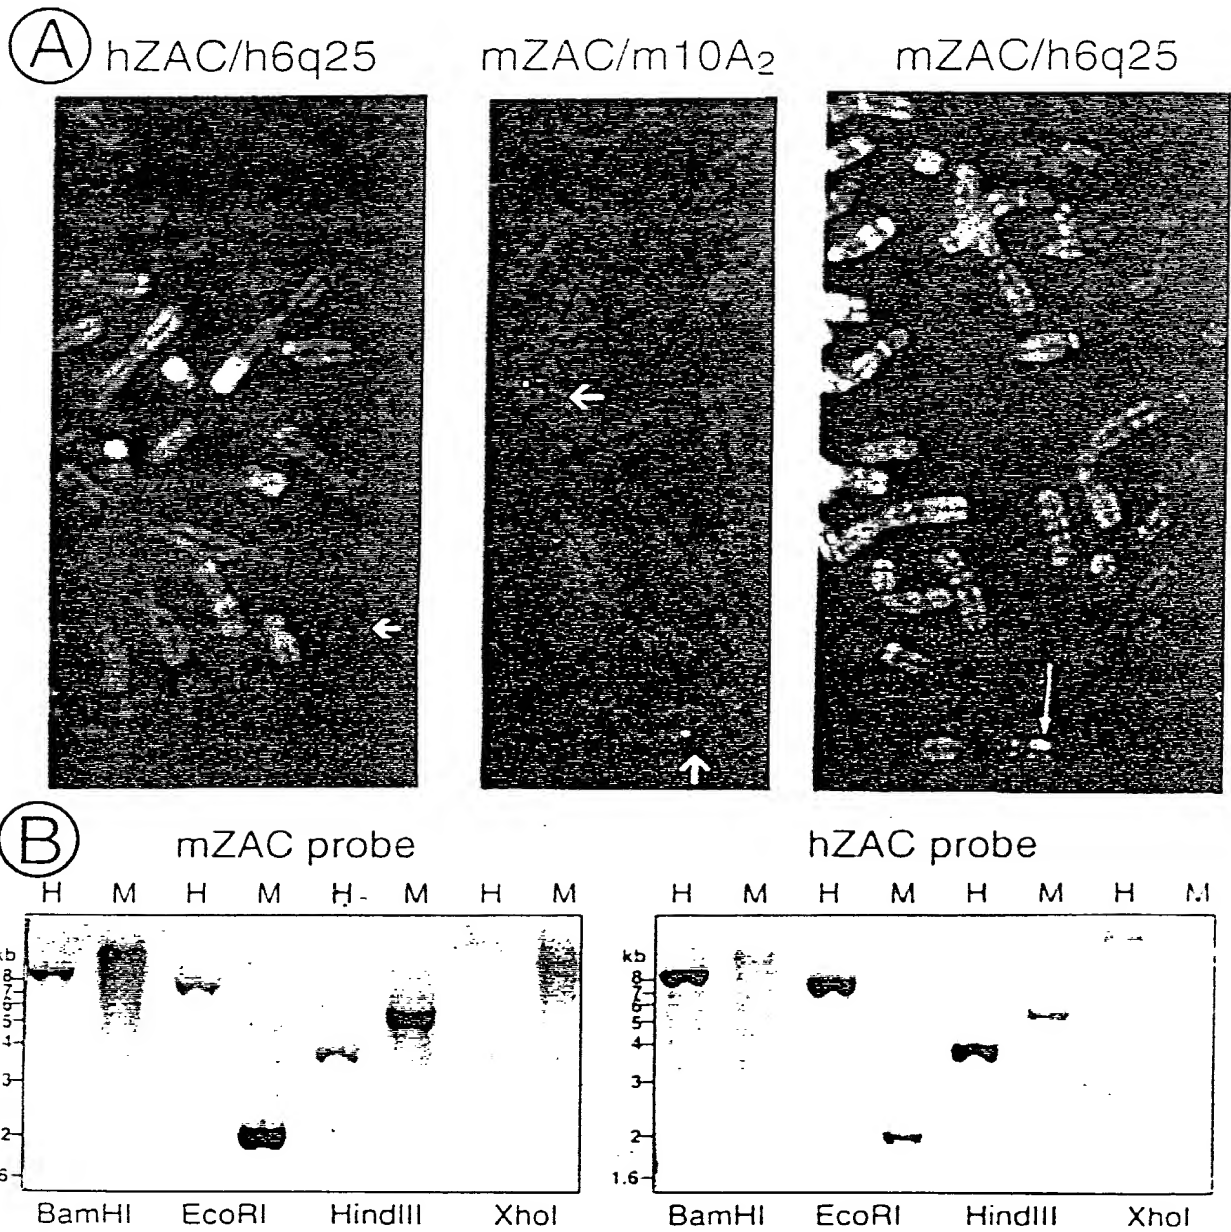 A hZAC/h6q25 mZAC/m10A2 mZAC/h6q25
B mZAC probe hZAC probe
H M H M H M H M H M H M H M H M
kb kb
8 8
7 7
6 6
5 5
4 4
3 3
2 2
6 1.6
BamHI EcoRI HindIII XhoI BamHI EcoRI HindIII XhoI